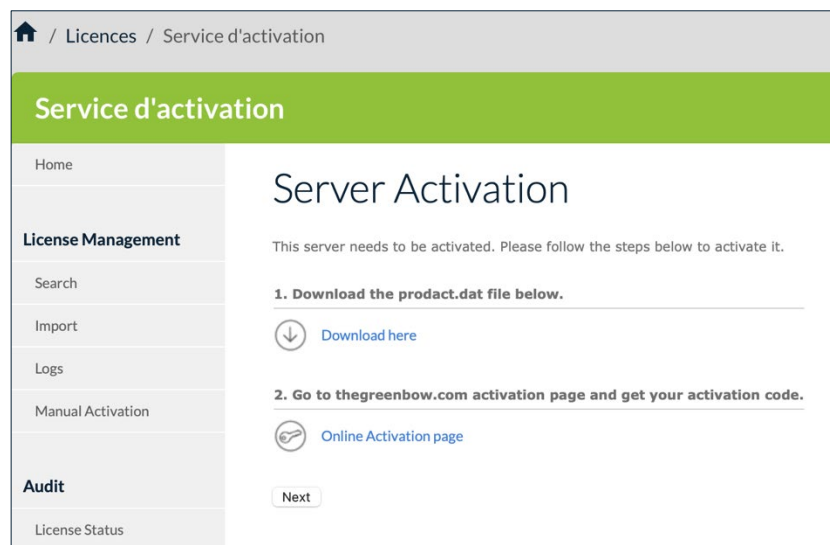 / Licences / Service d'activation
Service d'activation
Home
License Management
Search
Import
Logs
Manual Activation
Audit
License Status
Server Activation
This server needs to be activated. Please follow the steps below to activate it.
1. Download the prodact.dat file below.
Download here
2. Go to thegreenbow.com activation page and get your activation code.
Online Activation page
Next